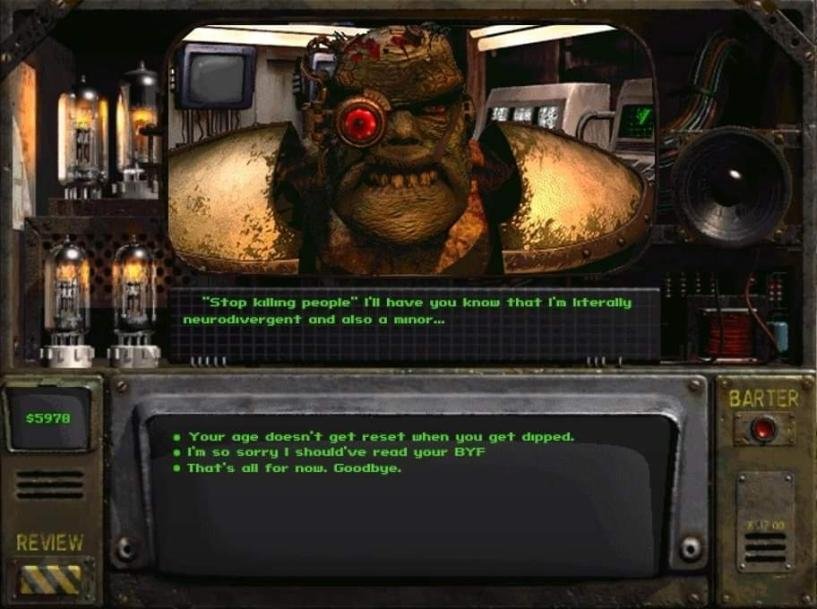 "Stop killing people" I'll have you know that I'm literally
neurodivergent and also a minor...
$5978
• Your age doesn't get reset when you get dipped.
• I'm so sorry I should've read your BYF
• That's all for now. Goodbye.
BARTER
REVIEW